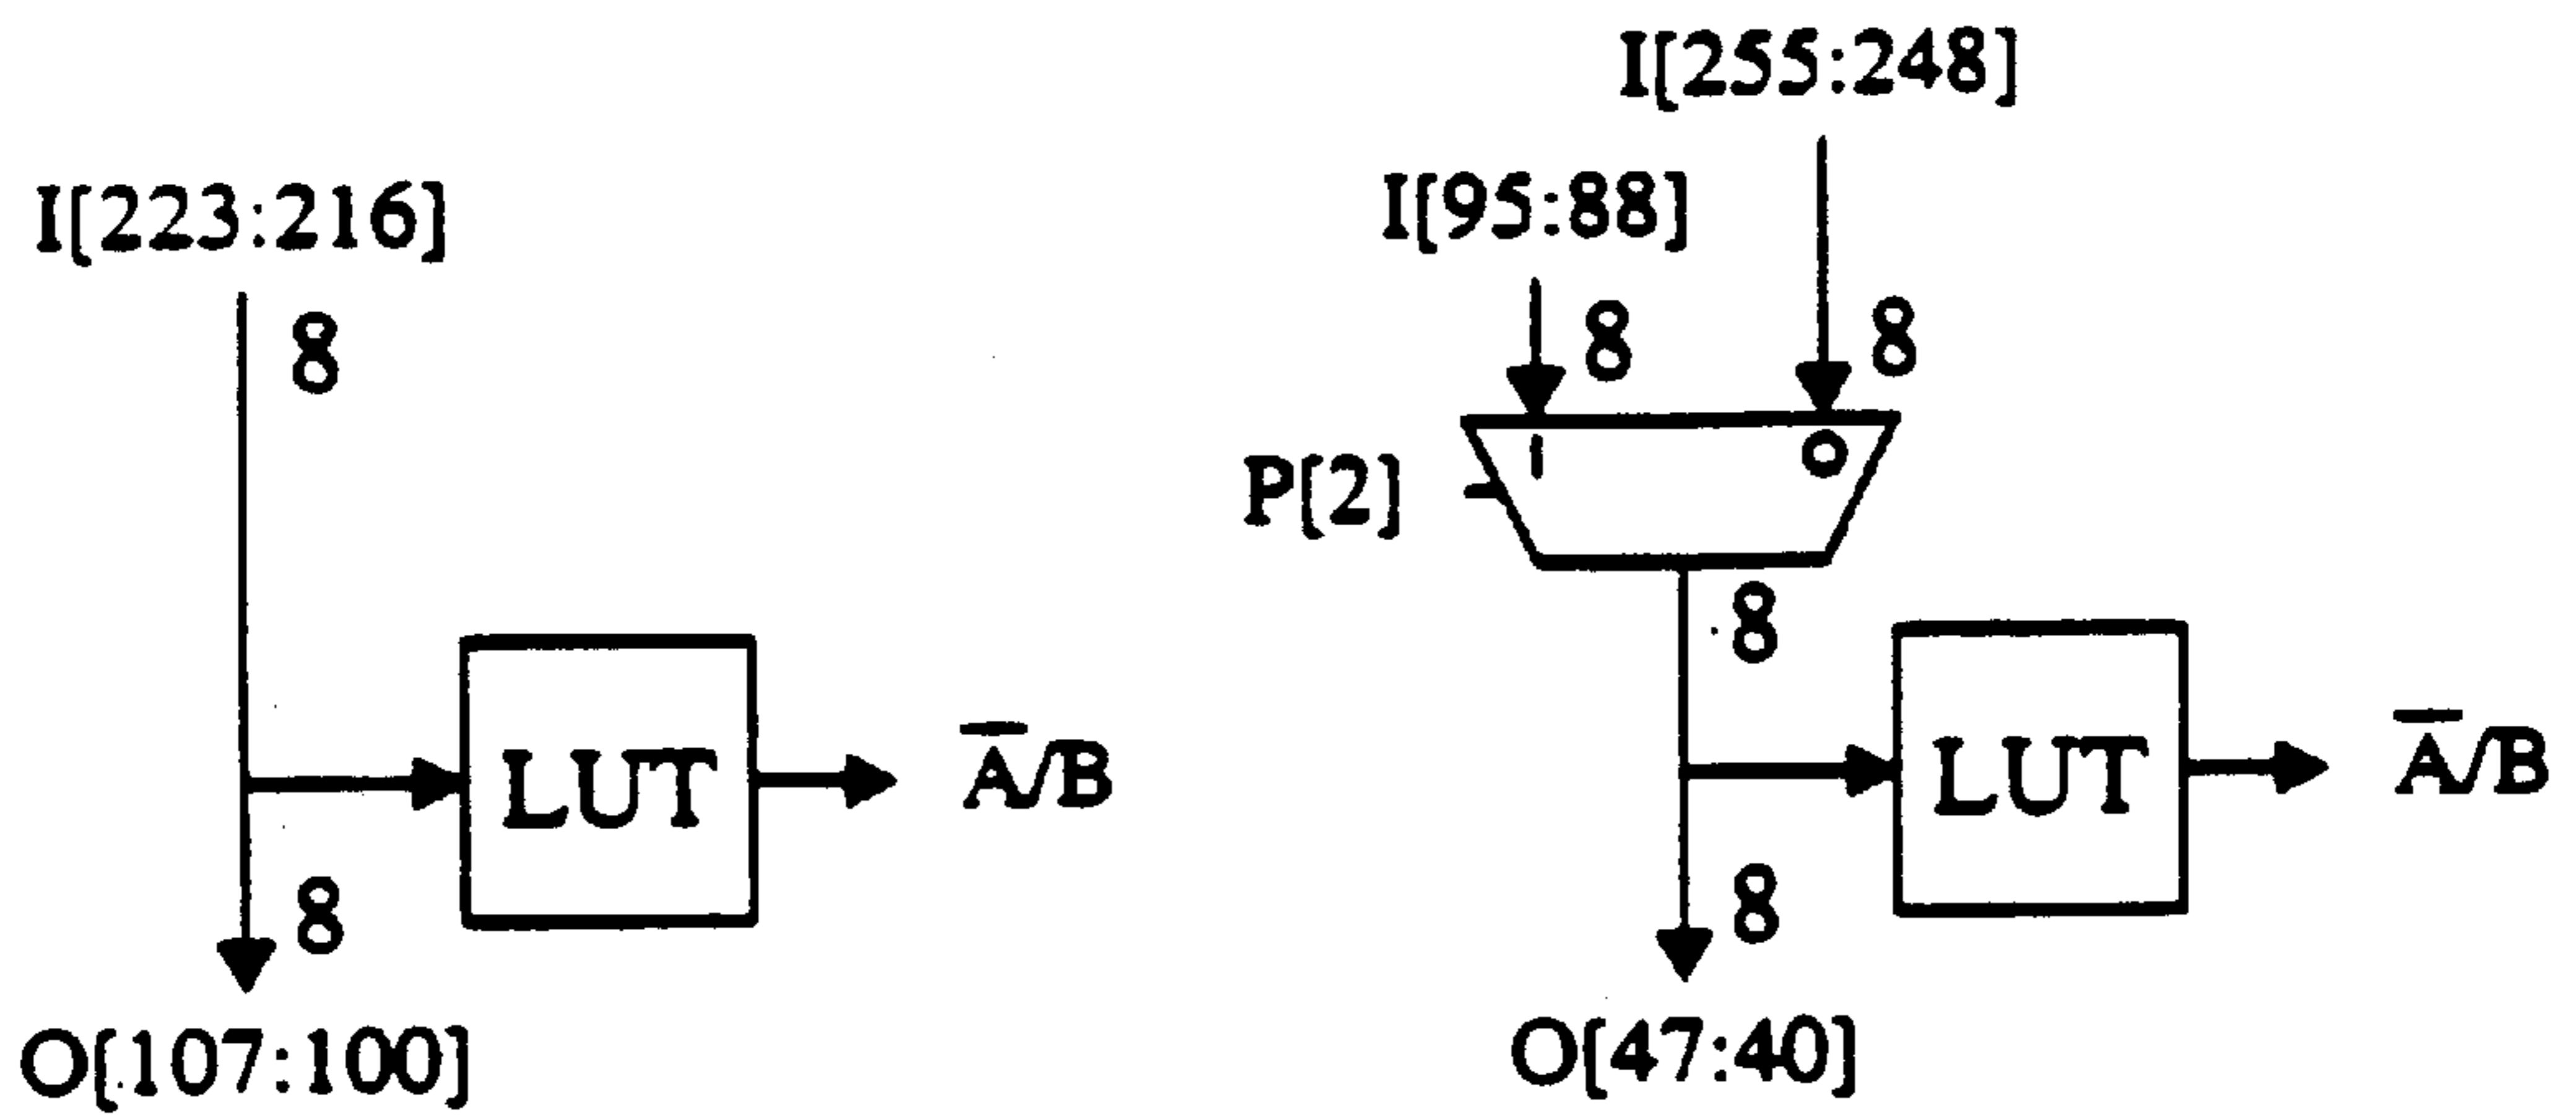 I[255:248]
I[223:216]
I[95:88]
8
8
8
P[2]
1
0
8
LUT
A̅/B
LUT
A̅/B
8
8
O[107:100]
O[47:40]